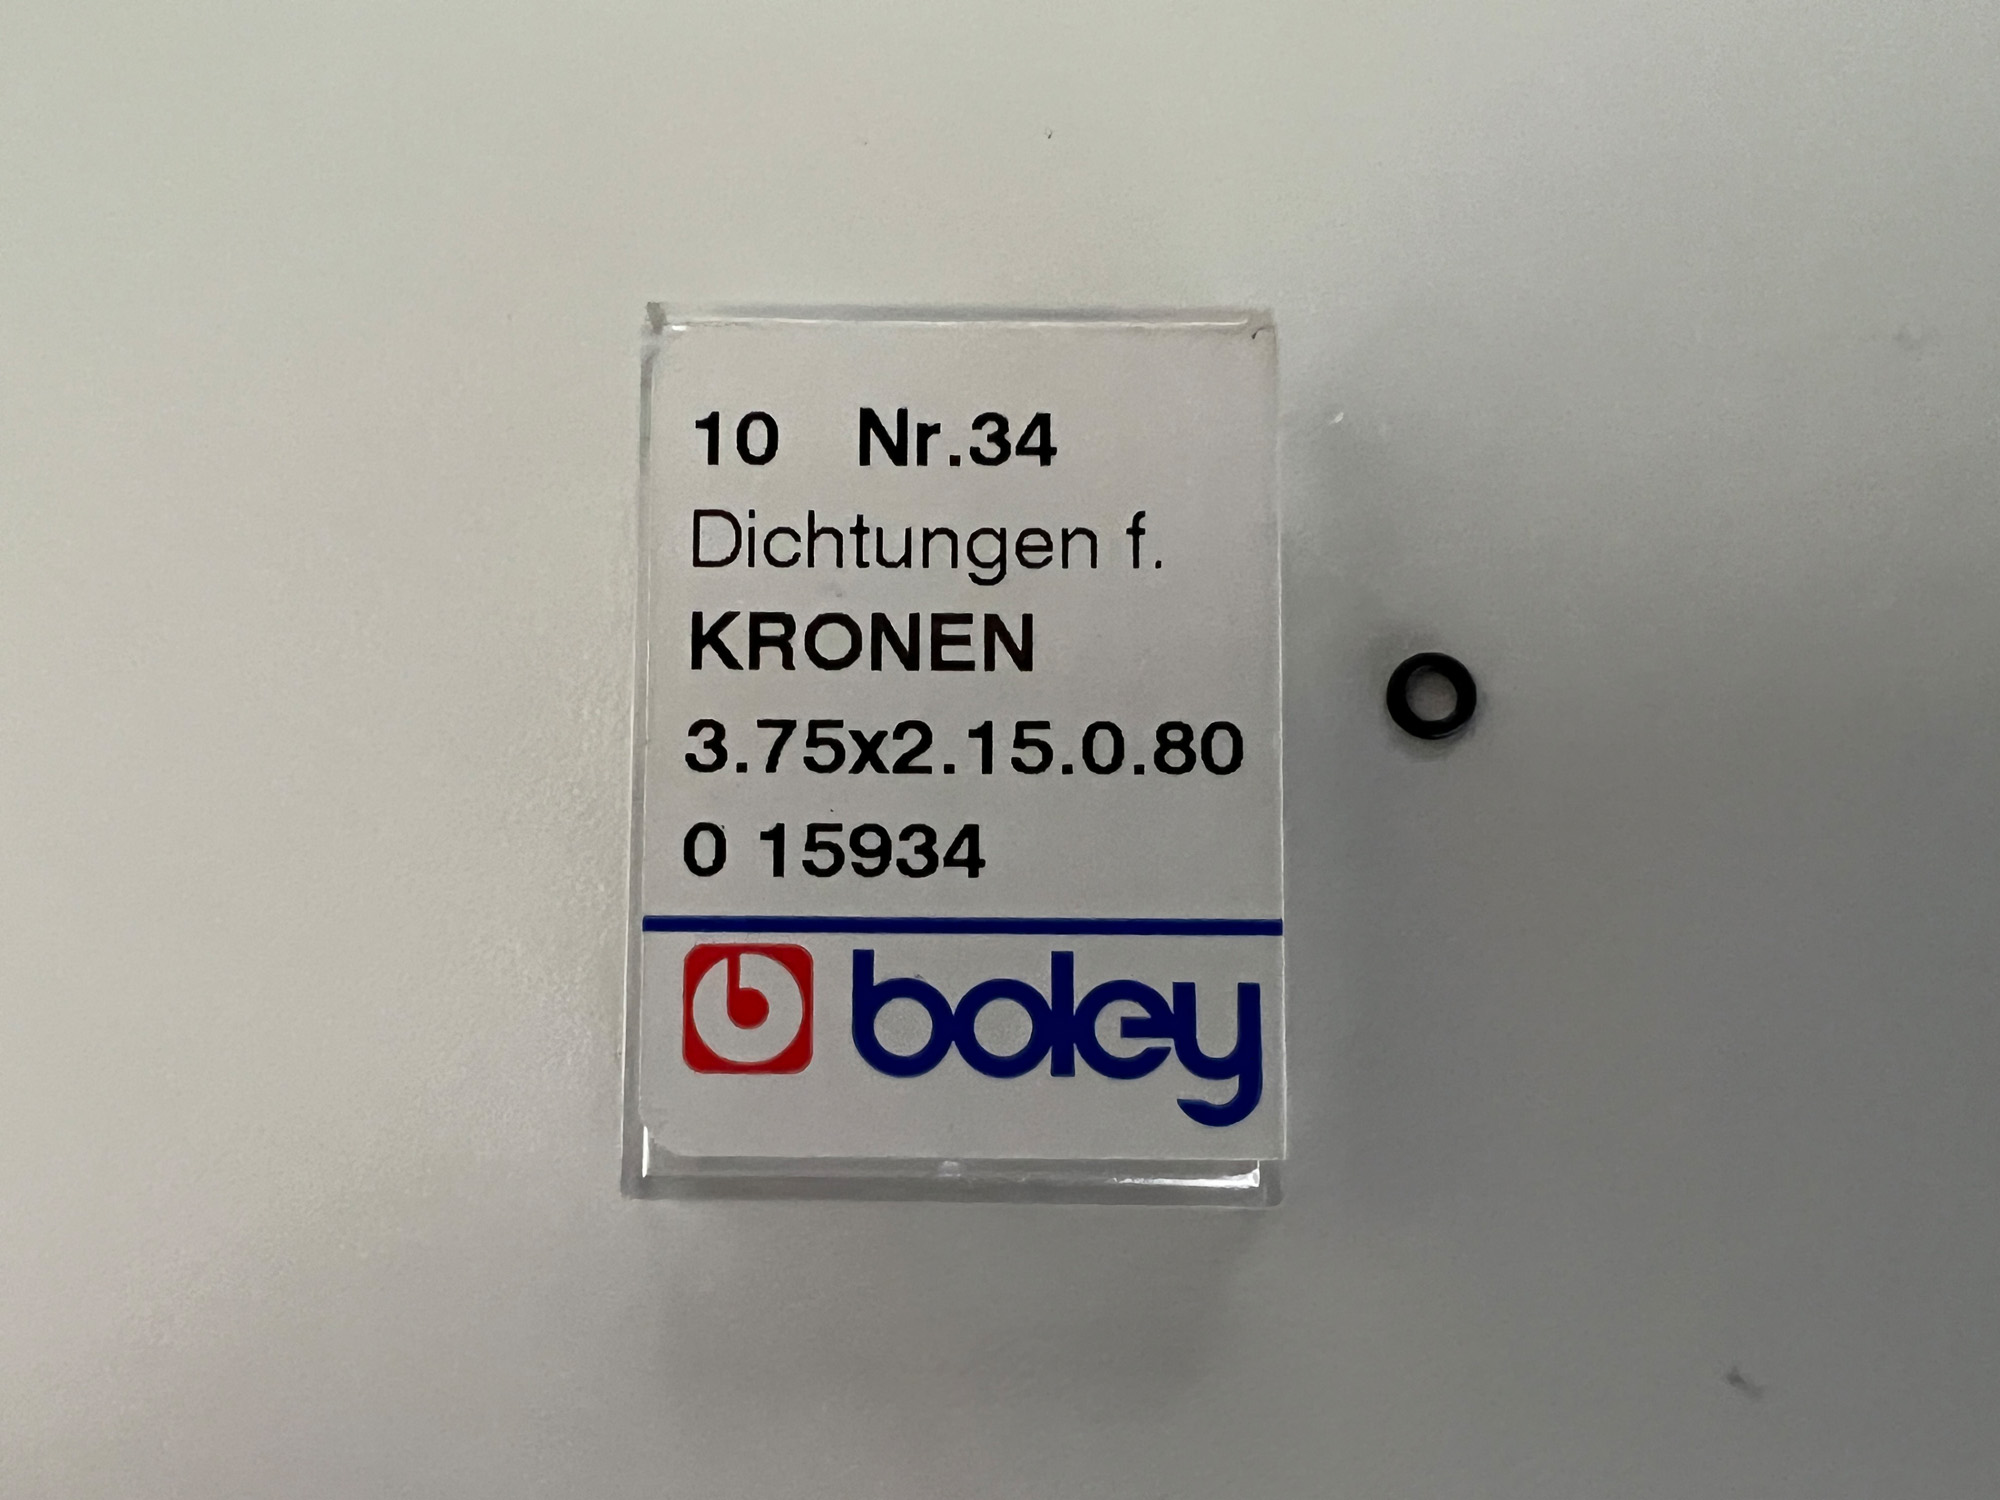 10 Nr.34
Dichtungen f.
KRONEN
3.75x2.15.0.80
0 15934
b boley